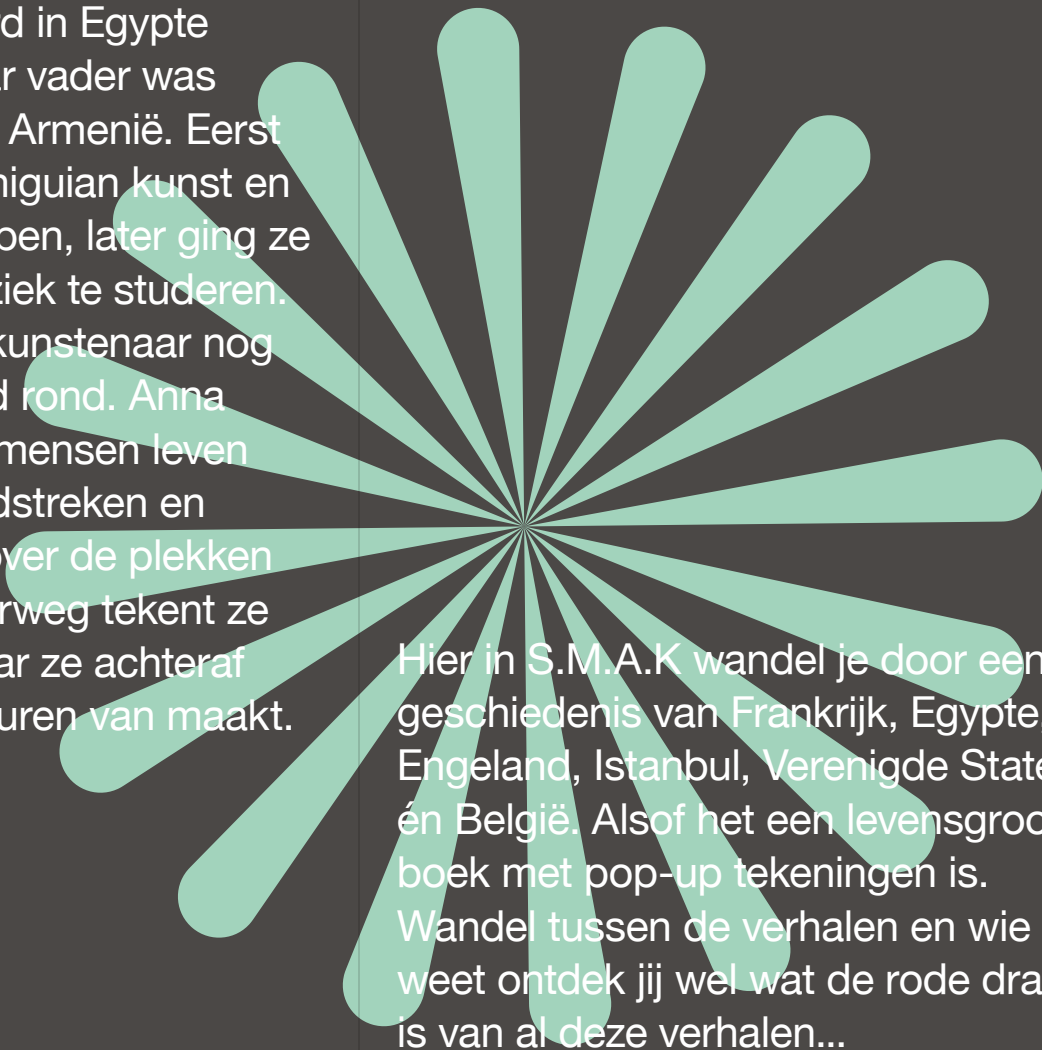 d in Egypte
r vader was
Armenië. Eerst
iguian kunst en
pen, later ging ze
ziek te studeren.
kunstenaar nog
d rond. Anna
mensen leven
dstreken en
over de plekken
rweg tekent ze
ar ze achteraf
uren van maakt.
Hier in S.M.A.K wandel je door een
geschiedenis van Frankrijk, Egypte,
Engeland, Istanbul, Verenigde State
én België. Alsof het een levensgroo
boek met pop-up tekeningen is.
Wandel tussen de verhalen en wie
weet ontdek jij wel wat de rode dra
is van al deze verhalen...